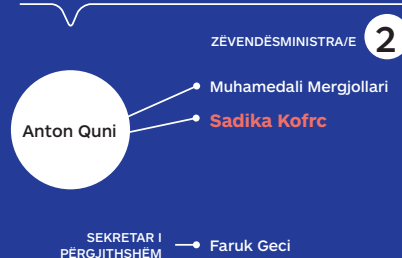 ZËVENDËSMINISTRA/E 2
Muhamedali Mergjollari
Anton Quni
Sadika Kofrc
SEKRETAR I
PËRGJITHSHËM
Faruk Geci